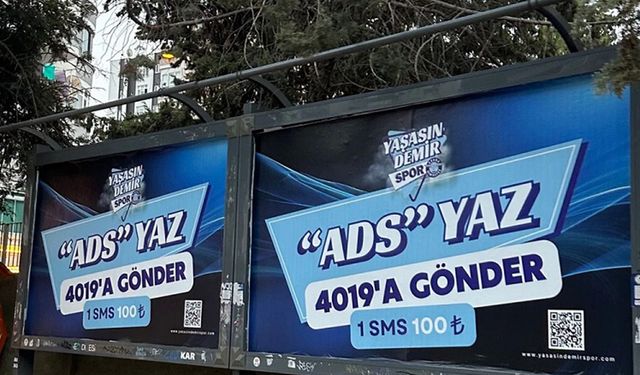 YAŞASIN
DEMİR
SPOR
"ADS" YAZ
4019'A GÖNDER
1 SMS 100₺
www.yasasindemirspor.com
YAŞASIN
DEMİR
SPOR
"ADS" YAZ
4019'A GÖNDER
1 SMS 100₺
www.yasasindemirspor.com
KAR